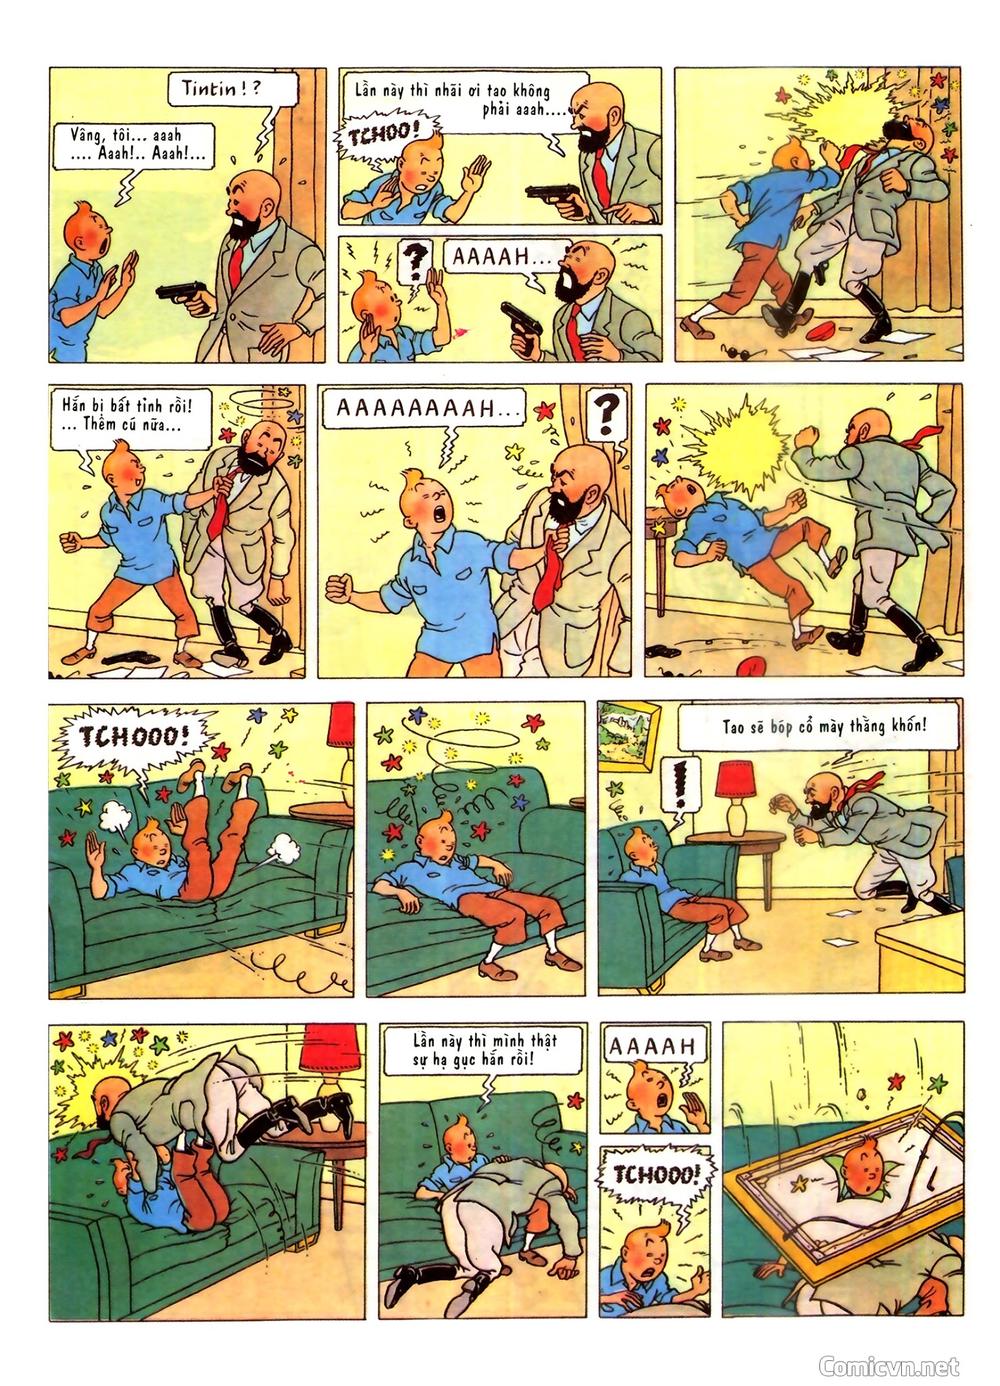 Tintin ! ?
Vâng, tôi... aaah
.... Aaah!.. Aaah!...
Lần này thì nhãi ơi tao không
phải aaah....
TCHOO!
?
AAAAH...
Hắn bị bất tỉnh rồi!
... Thêm cú nữa...
AAAAAAAAH...
?
TCHOOO!
!
Tao sẽ bóp cổ mày thằng khốn!
Lần này thì mình thật
sự hạ gục hắn rồi!
AAAAH
TCHOOO!
Comicvn.net